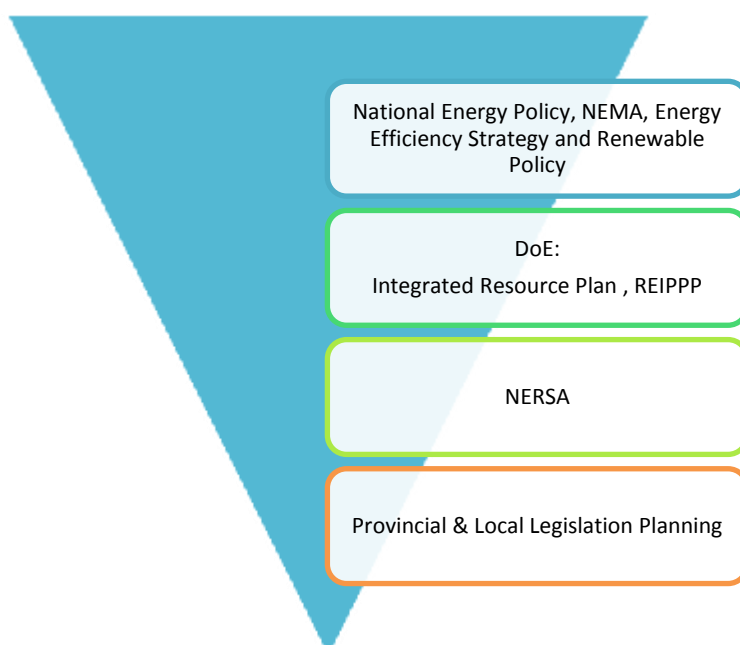 National Energy Policy, NEMA, Energy
Efficiency Strategy and Renewable
Policy
DoE:
Integrated Resource Plan , REIPPP
NERSA
Provincial & Local Legislation Planning